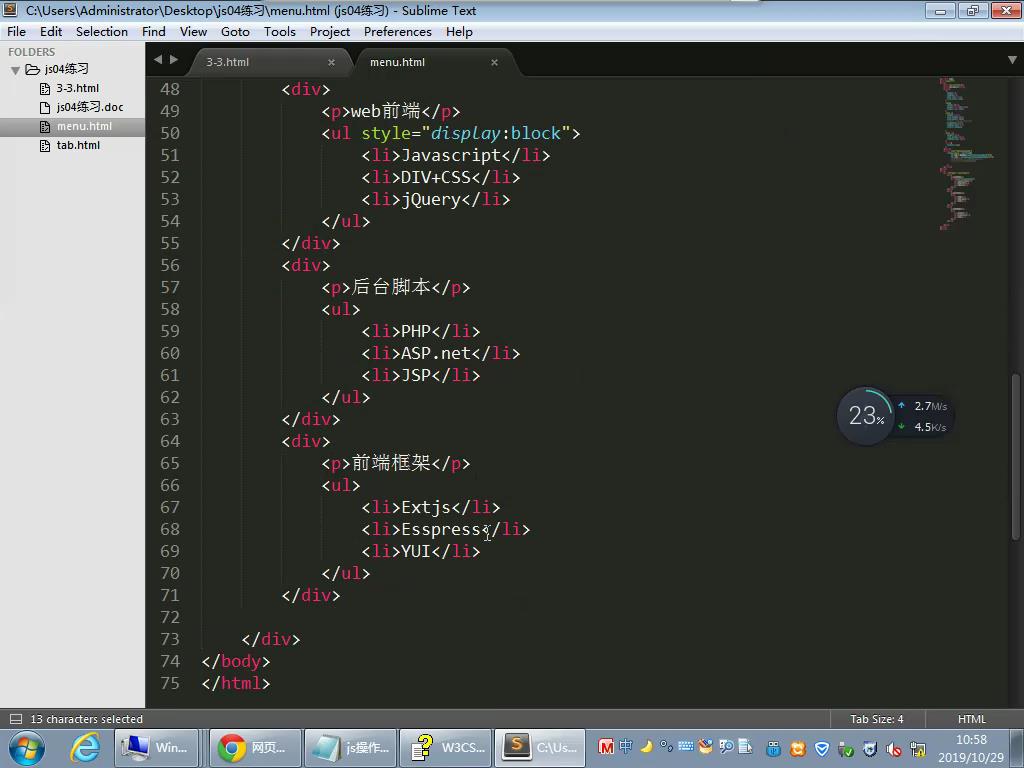 C:\Users\Administrator\Desktop\js04练习\menu.html (js04练习) - Sublime Text
File Edit Selection Find View Goto Tools Project Preferences Help
FOLDERS
js04练习
3-3.html
js04练习.doc
menu.html
tab.html
3-3.html × menu.html ×
48 <div>
49 <p>web前端</p>
50 <ul style="display:block">
51 <li>Javascript</li>
52 <li>DIV+CSS</li>
53 <li>jQuery</li>
54 </ul>
55 </div>
56 <div>
57 <p>后台脚本</p>
58 <ul>
59 <li>PHP</li>
60 <li>ASP.net</li>
61 <li>JSP</li>
62 </ul>
63 </div>
64 <div>
65 <p>前端框架</p>
66 <ul>
67 <li>Extjs</li>
68 <li>Esspress</li>
69 <li>YUI</li>
70 </ul>
71 </div>
72
73 </div>
74 </body>
75 </html>
23%
2.7M/s
4.5K/s
13 characters selected
Tab Size: 4
HTML
Win...
网页...
js操作...
W3CS...
C:\Us...
中
10:58
2019/10/29